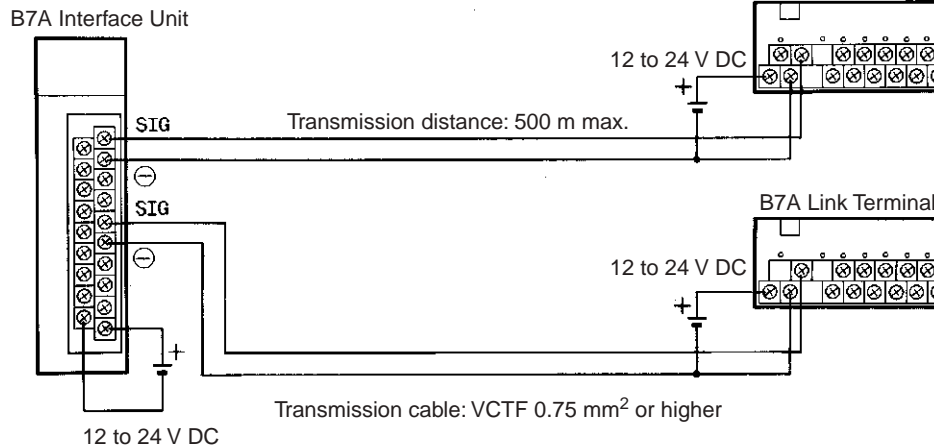 B7A Interface Unit
12 to 24 V DC
+
SIG
Transmission distance: 500 m max.
−
SIG
B7A Link Terminal
−
12 to 24 V DC
+
+
Transmission cable: VCTF 0.75 mm² or higher
12 to 24 V DC